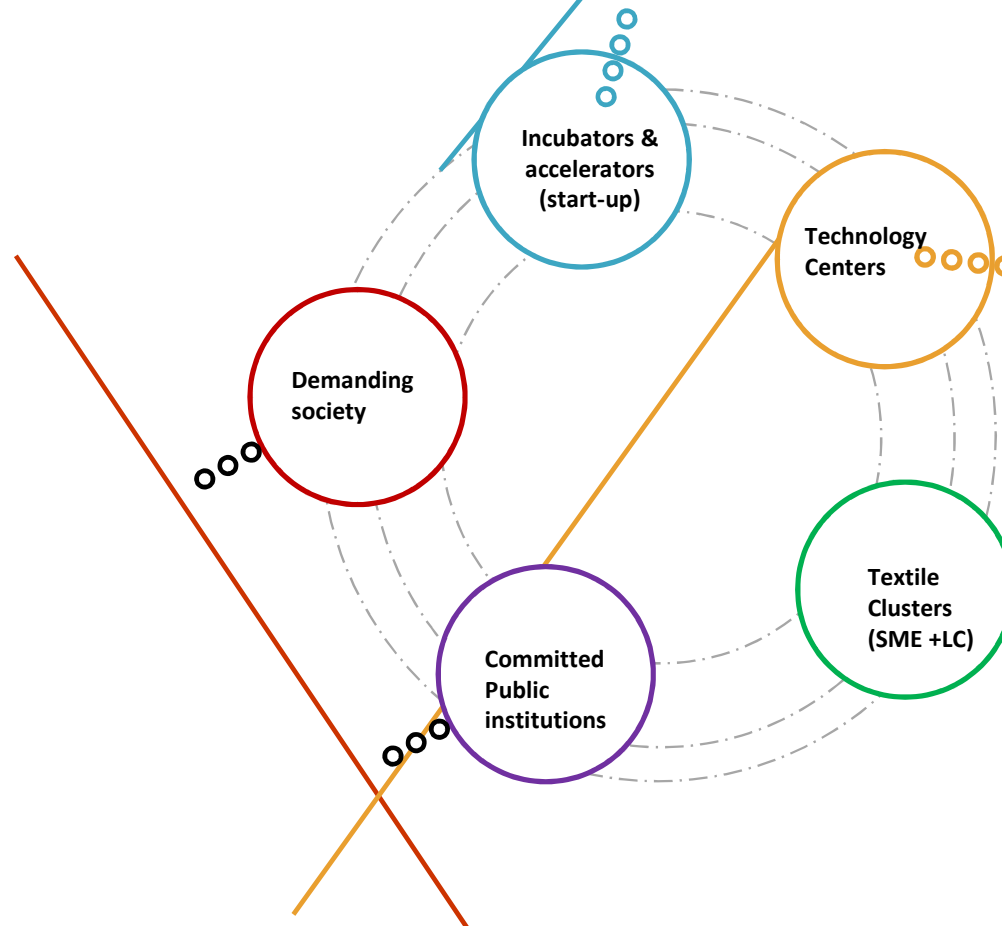 Incubators &
accelerators
(start-up)
Technology
Centers
Demanding
society
Textile
Clusters
(SME +LC)
Committed
Public
institutions